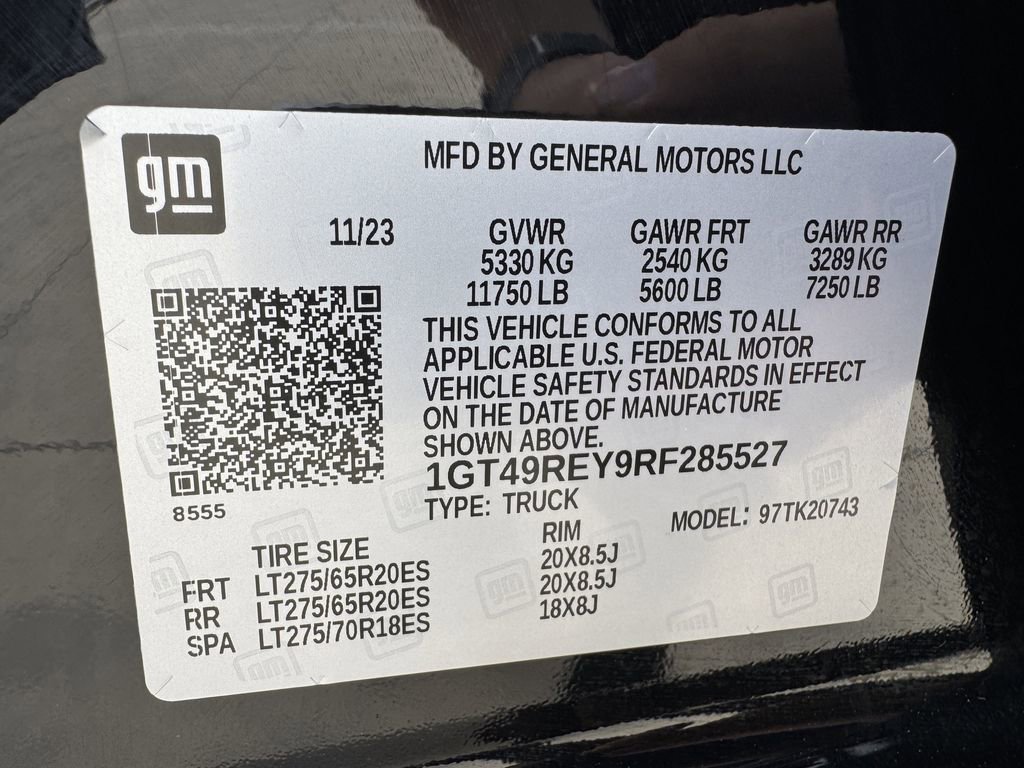 gm
MFD BY GENERAL MOTORS LLC
11/23 GVWR GAWR FRT GAWR RR
5330 KG 2540 KG 3289 KG
11750 LB 5600 LB 7250 LB
THIS VEHICLE CONFORMS TO ALL
APPLICABLE U.S. FEDERAL MOTOR
VEHICLE SAFETY STANDARDS IN EFFECT
ON THE DATE OF MANUFACTURE
SHOWN ABOVE.
1GT49REY9RF285527
8555
TYPE: TRUCK MODEL: 97TK20743
TIRE SIZE RIM
FRT LT275/65R20ES 20X8.5J
RR LT275/65R20ES 20X8.5J
SPA LT275/70R18ES 18X8J